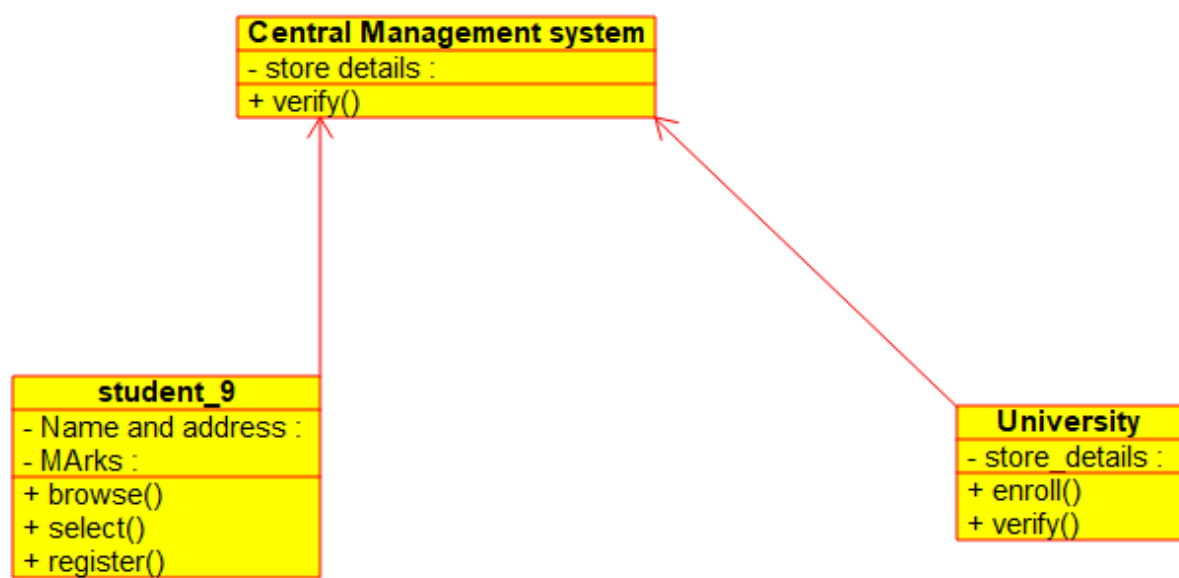 Central Management system
- store details :
+ verify()
student_9
- Name and address :
- MArks :
+ browse()
+ select()
+ register()
University
- store_details :
+ enroll()
+ verify()